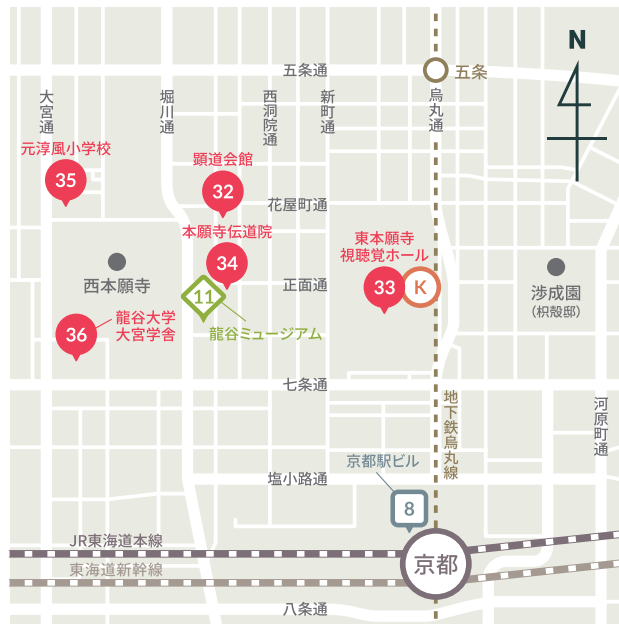 N
五条通
五条
大宮通
堀川通
西洞院通
新町通
烏丸通
元淳風小学校
35
顕道会館
32
花屋町通
本願寺伝道院
34
東本願寺
視聴覚ホール
33
K
西本願寺
正面通
11
渉成園
(枳殻邸)
龍谷大学
大宮学舎
36
龍谷ミュージアム
七条通
地下鉄烏丸線
河原町通
京都駅ビル
8
塩小路通
JR東海道本線
京都
東海道新幹線
八条通